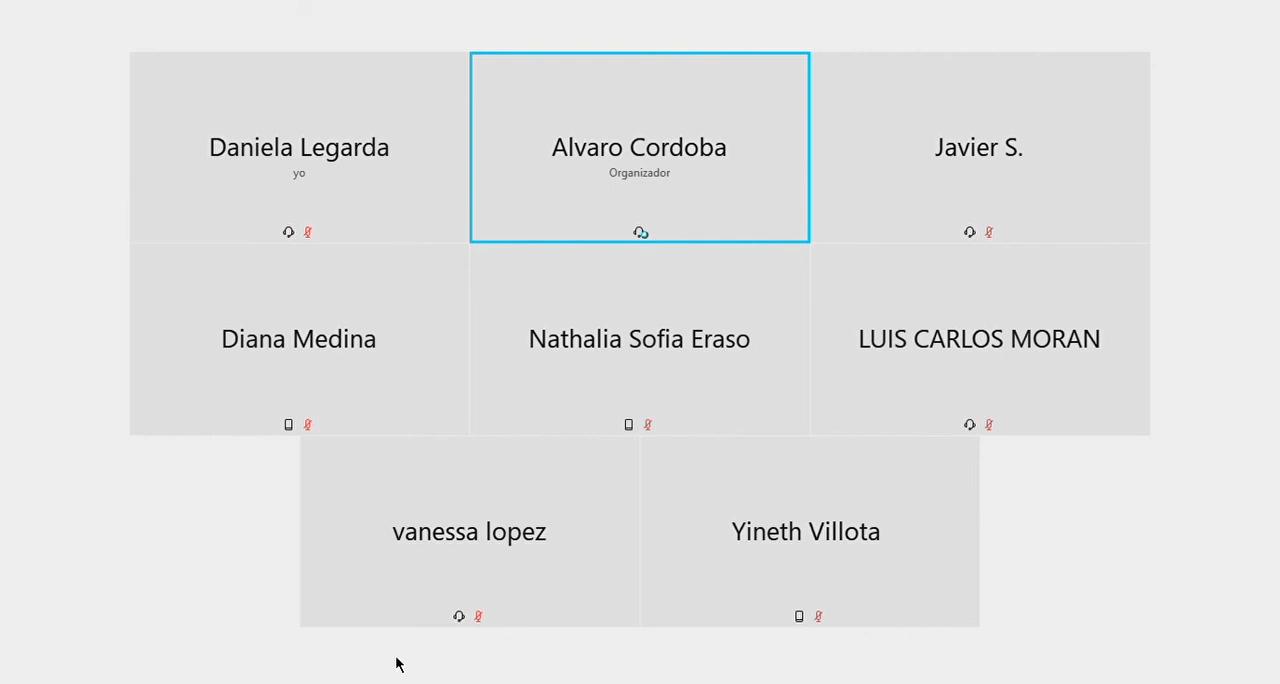 Daniela Legarda
yo
Alvaro Cordoba
Organizador
Javier S.
Diana Medina
Nathalia Sofia Eraso
LUIS CARLOS MORAN
vanessa lopez
Yineth Villota